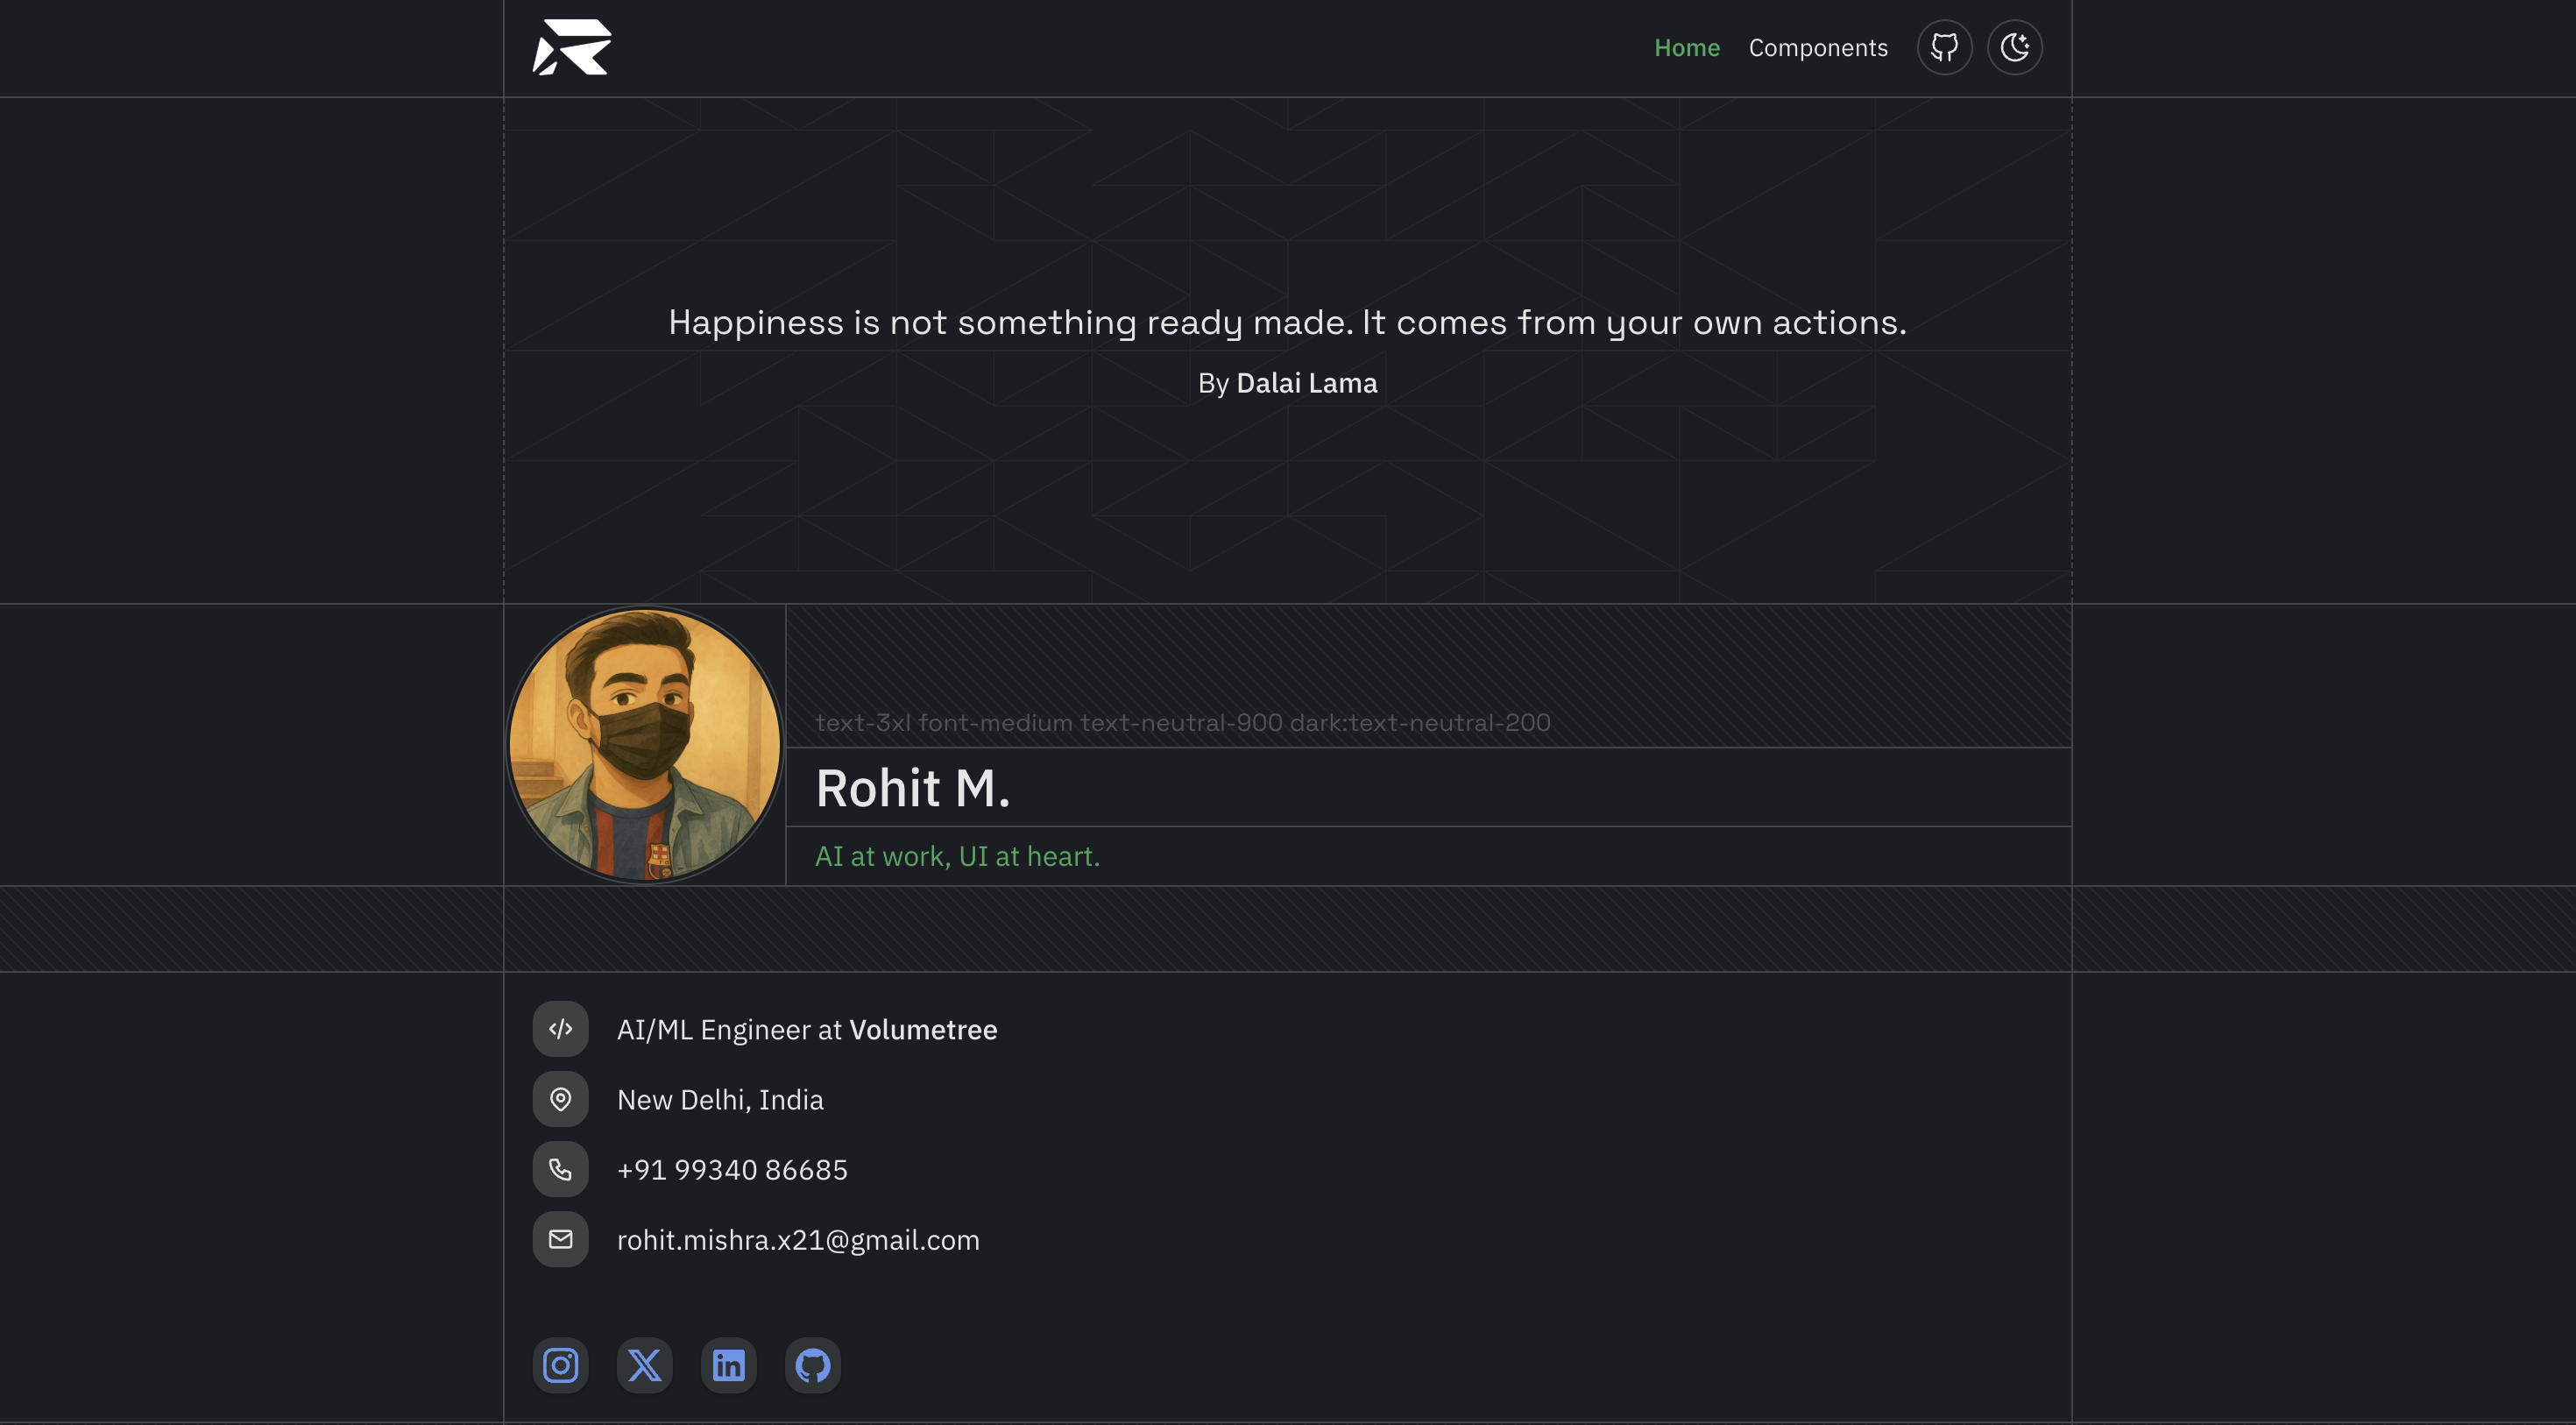 Home Components
Happiness is not something ready made. It comes from your own actions.
By Dalai Lama
text-3xl font-medium text-neutral-900 dark:text-neutral-200
Rohit M.
AI at work, UI at heart.
AI/ML Engineer at Volumetree
New Delhi, India
+91 99340 86685
rohit.mishra.x21@gmail.com